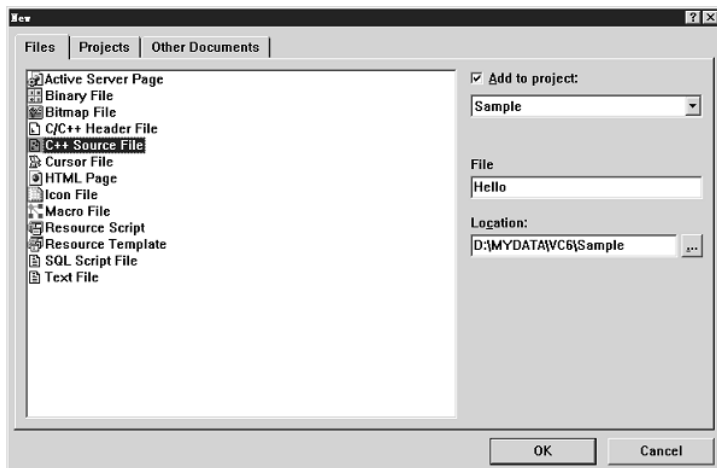 New
Files Projects Other Documents
Active Server Page
Binary File
Bitmap File
C/C++ Header File
C++ Source File
Cursor File
HTML Page
Icon File
Macro File
Resource Script
Resource Template
SQL Script File
Text File
Add to project:
Sample
File
Hello
Location:
D:\MYDATA\VC6\Sample
...
OK Cancel